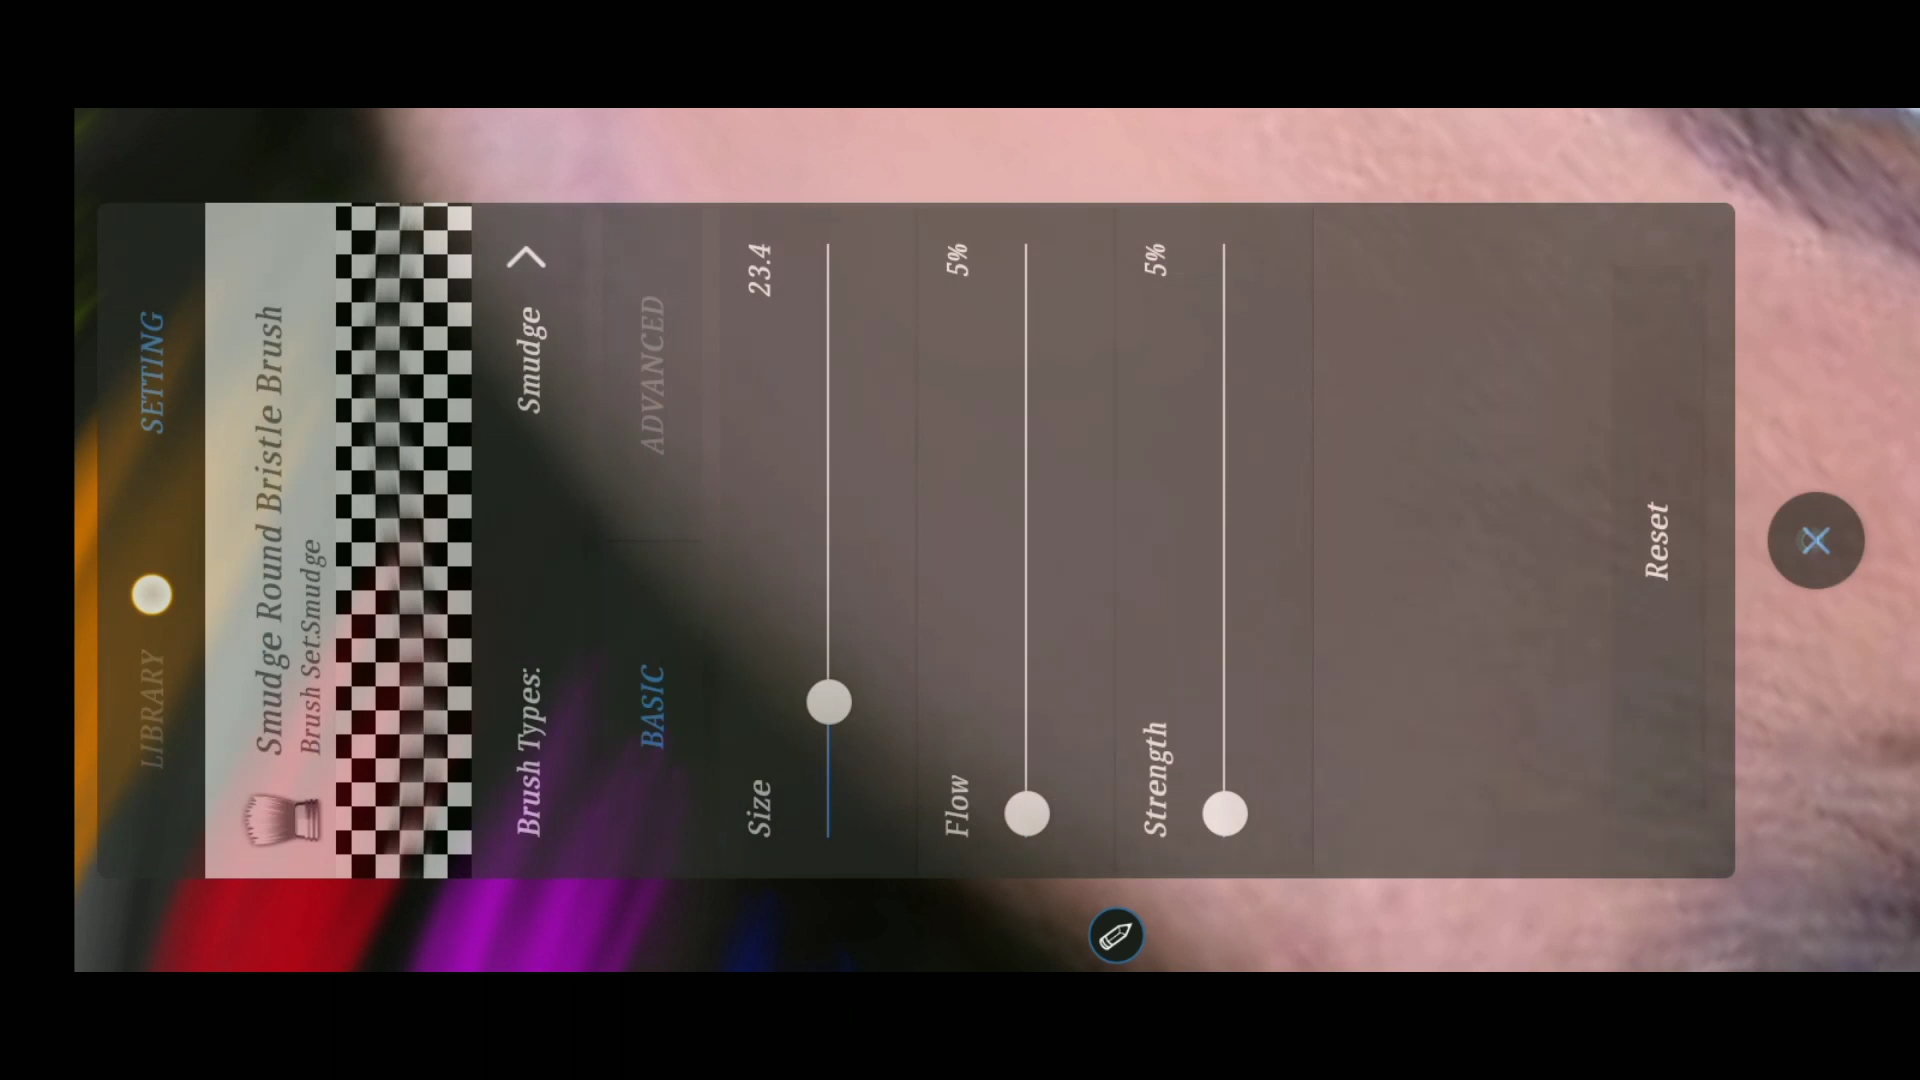 LIBRARY SETTING
Smudge Round Bristle Brush
Brush Set:Smudge
Brush Types: Smudge
BASIC ADVANCED
Size 23.4
Flow 5%
Strength 5%
Reset